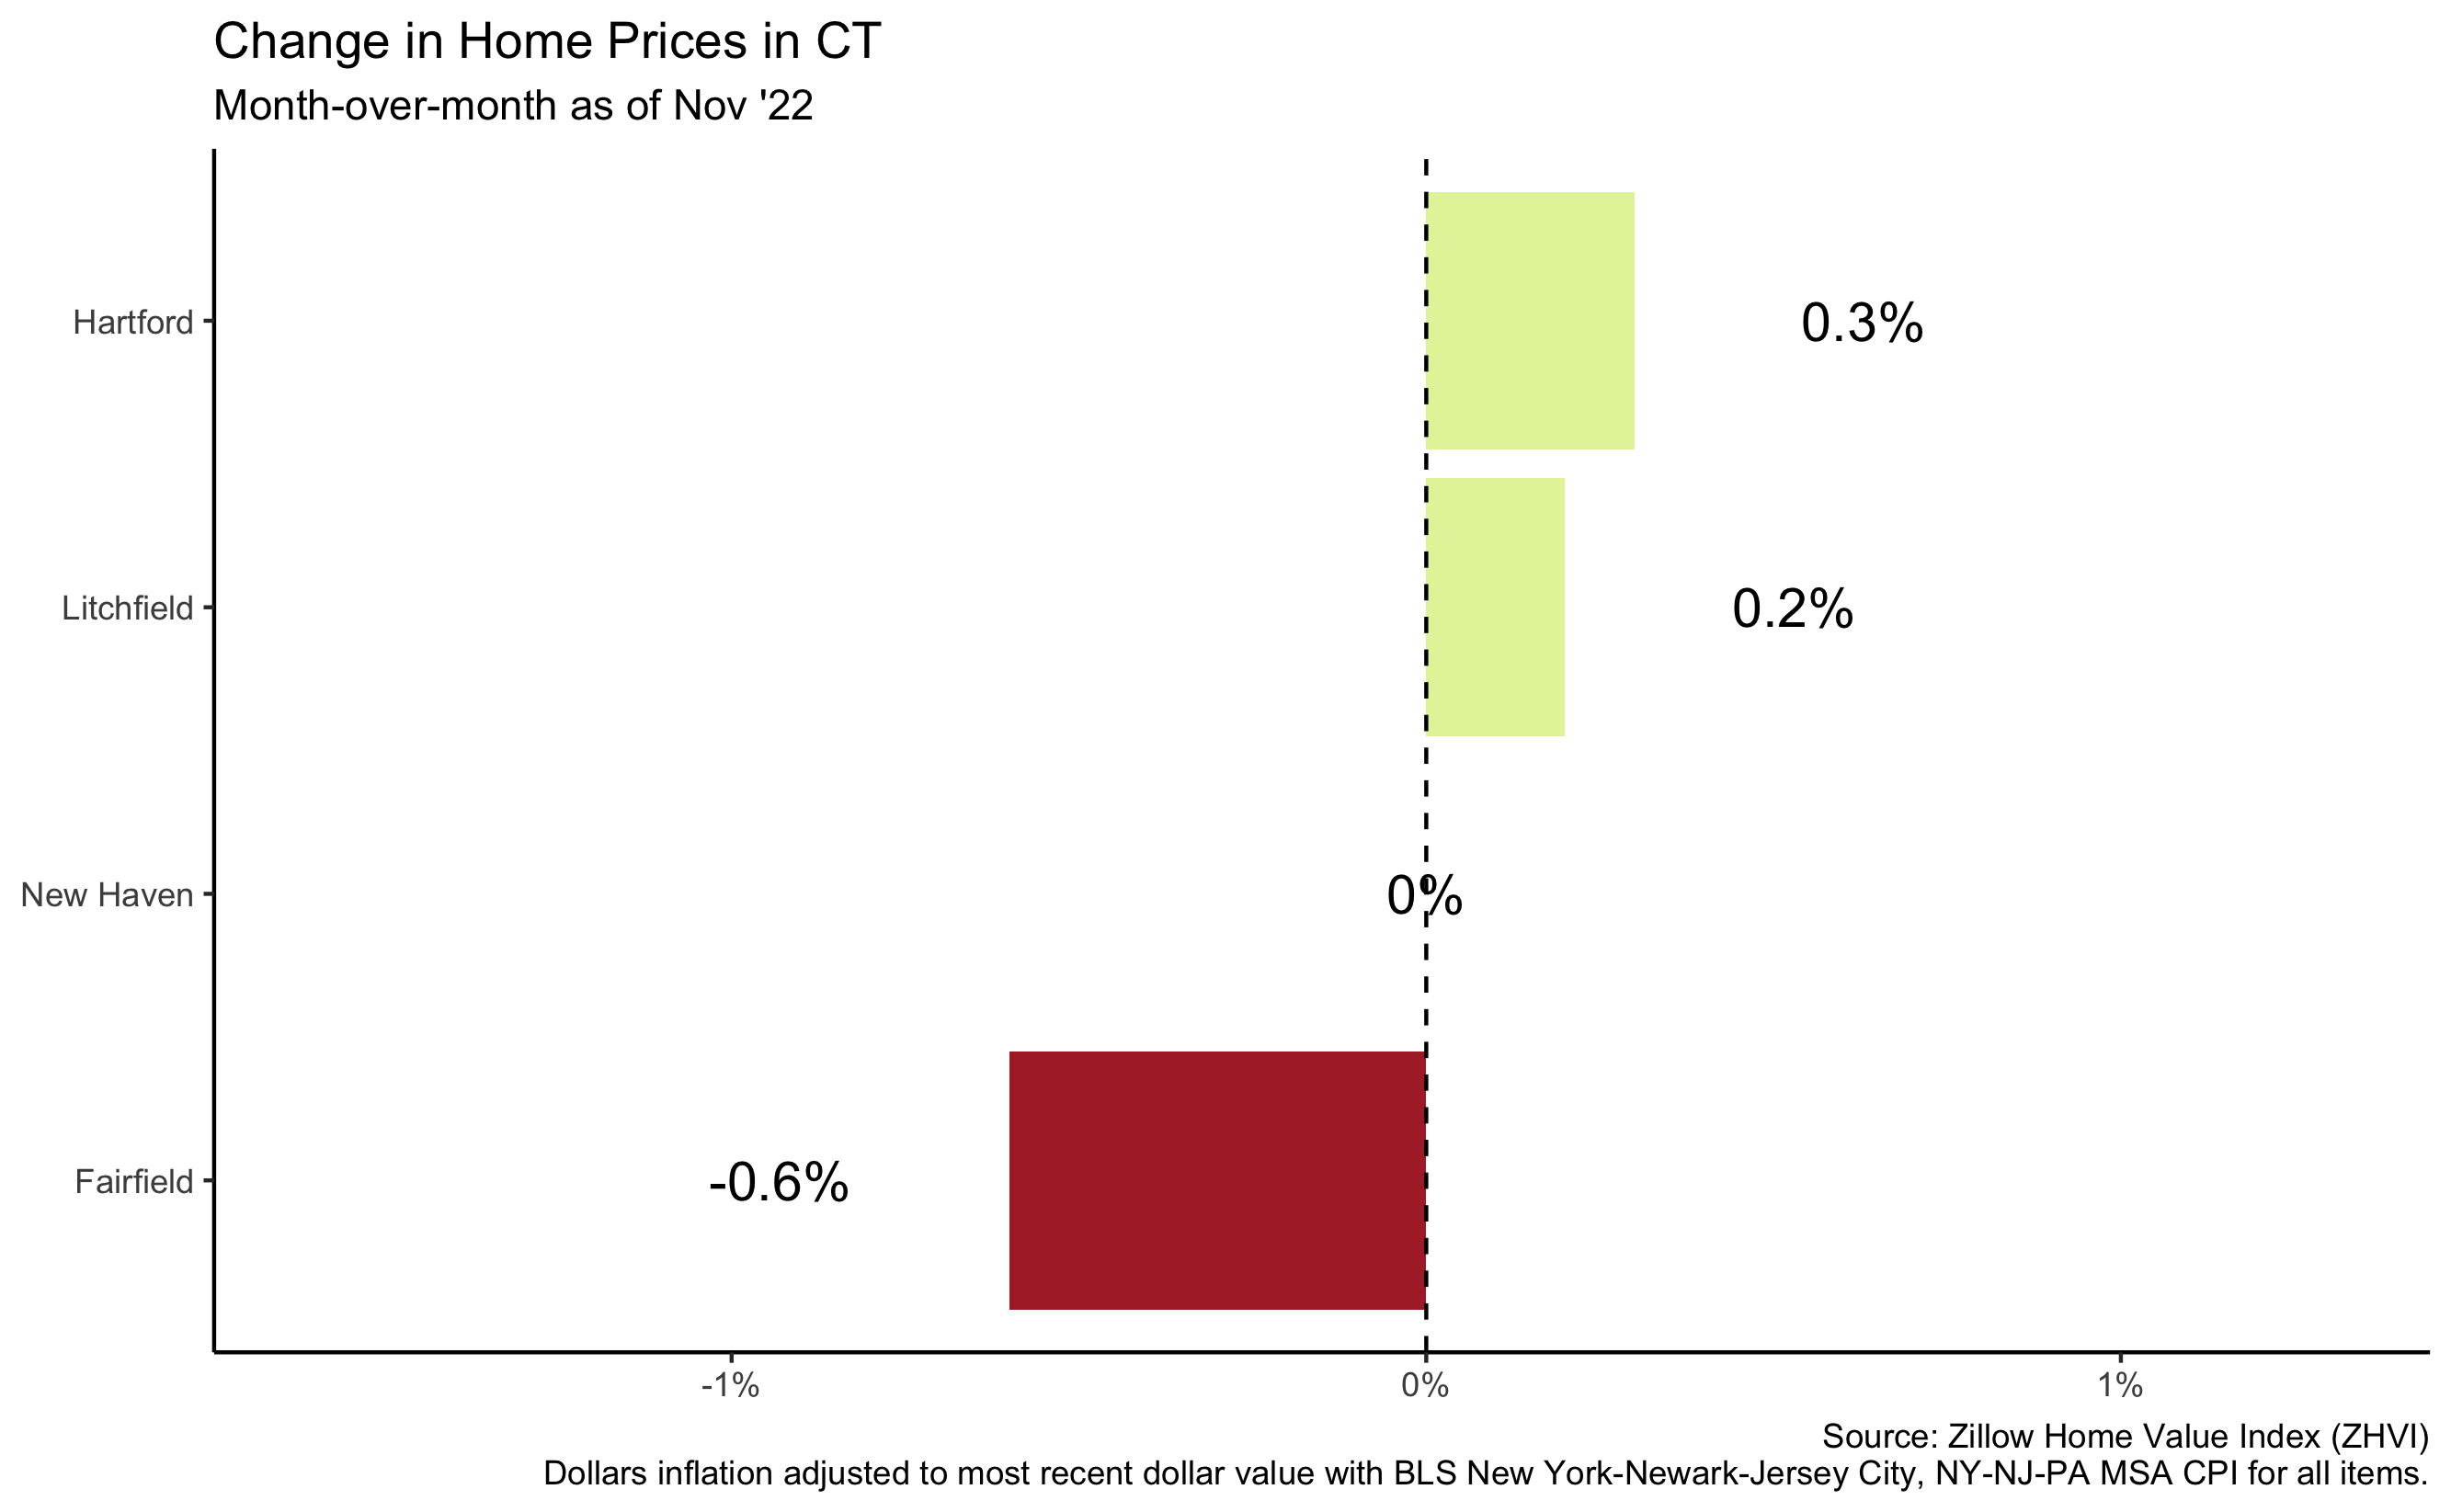 Change in Home Prices in CT
Month-over-month as of Nov '22
Hartford
0.3%
Litchfield
0.2%
New Haven
0%
Fairfield
-0.6%
-1%
0%
1%
Source: Zillow Home Value Index (ZHVI)
Dollars inflation adjusted to most recent dollar value with BLS New York-Newark-Jersey City, NY-NJ-PA MSA CPI for all items.